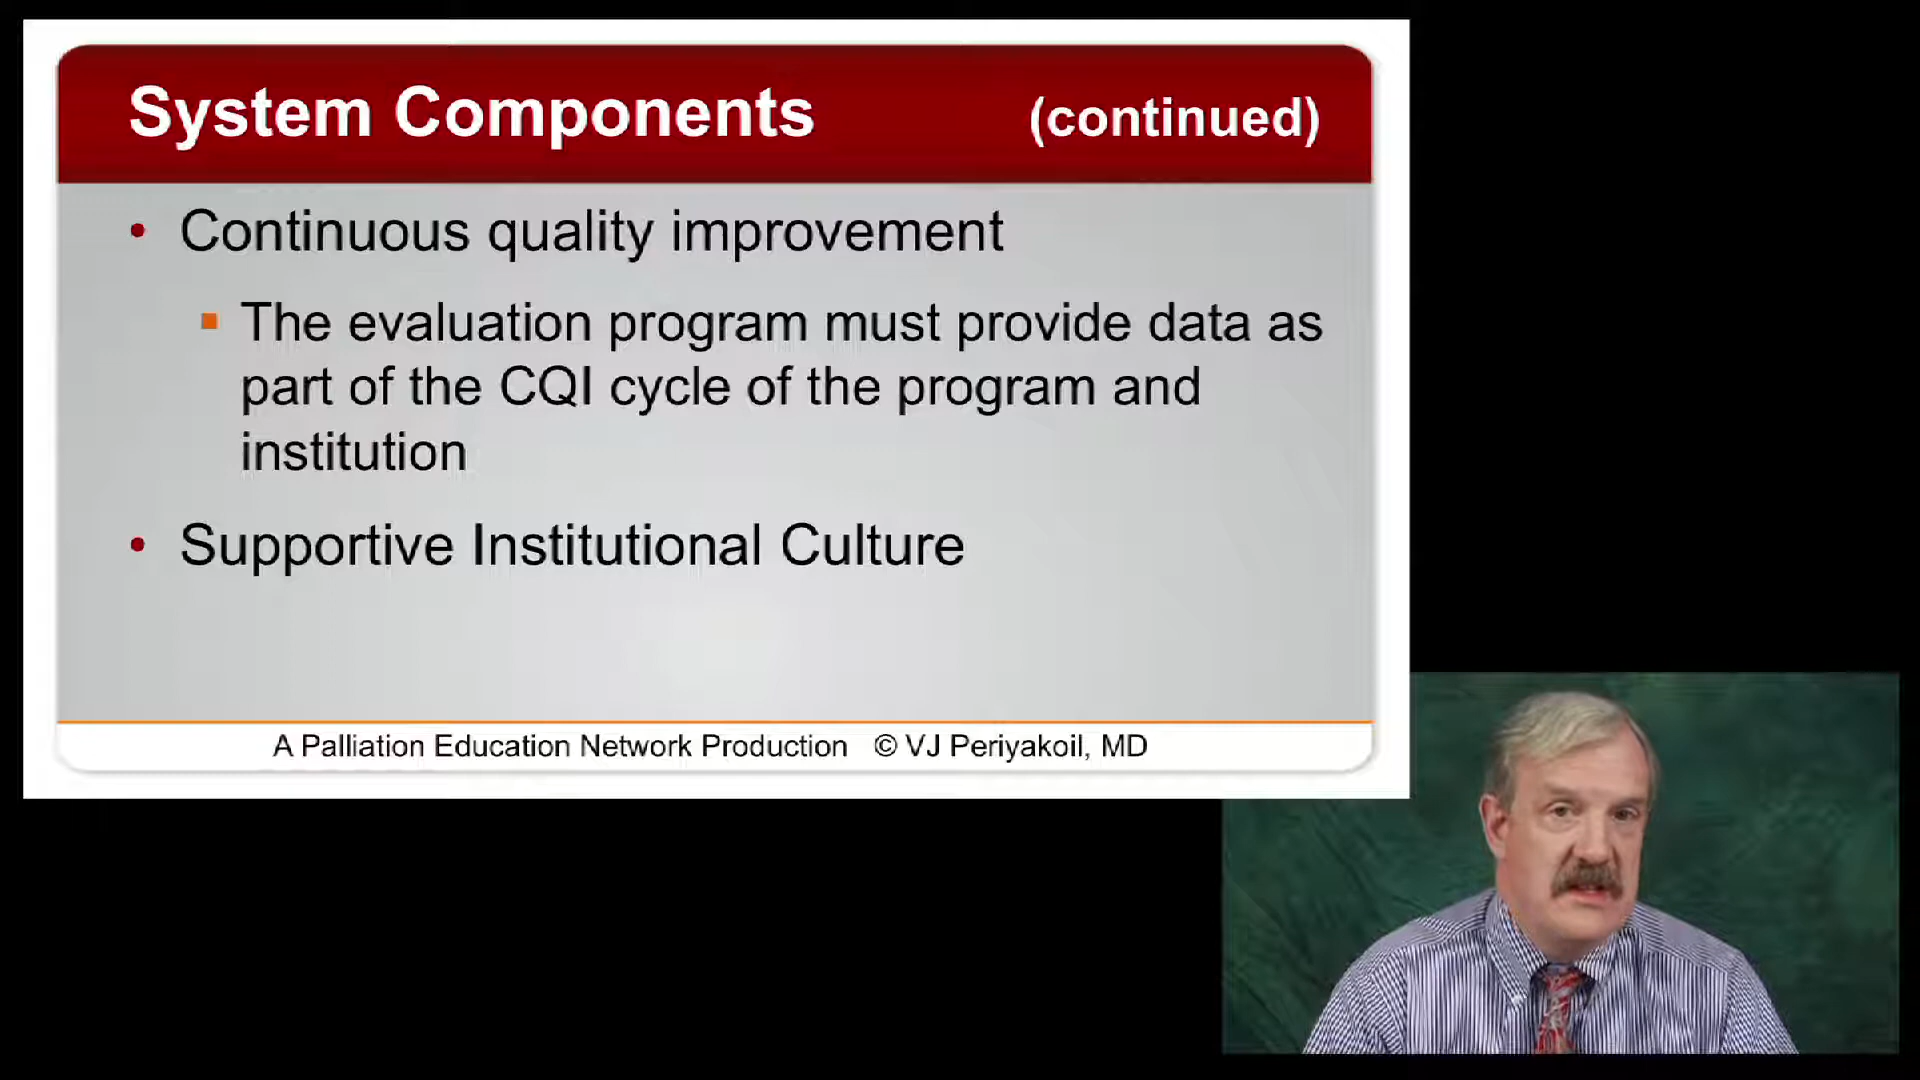 System Components (continued)
• Continuous quality improvement
▪ The evaluation program must provide data as
part of the CQI cycle of the program and
institution
• Supportive Institutional Culture
A Palliation Education Network Production © VJ Periyakoil, MD